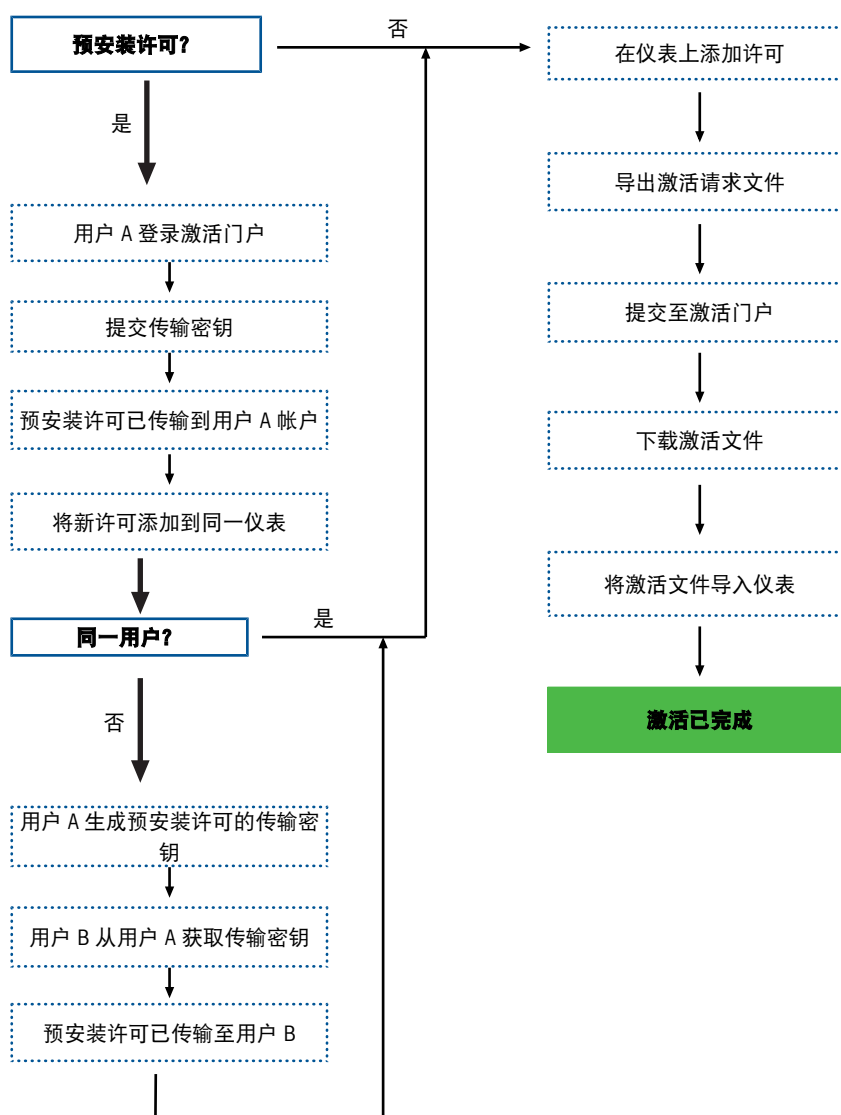 预安装许可?
否
是
用户 A 登录激活门户
提交传输密钥
预安装许可已传输到用户 A 帐户
将新许可添加到同一仪表
同一用户?
是
否
用户 A 生成预安装许可的传输密
钥
用户 B 从用户 A 获取传输密钥
预安装许可已传输至用户 B
在仪表上添加许可
导出激活请求文件
提交至激活门户
下载激活文件
将激活文件导入仪表
激活已完成